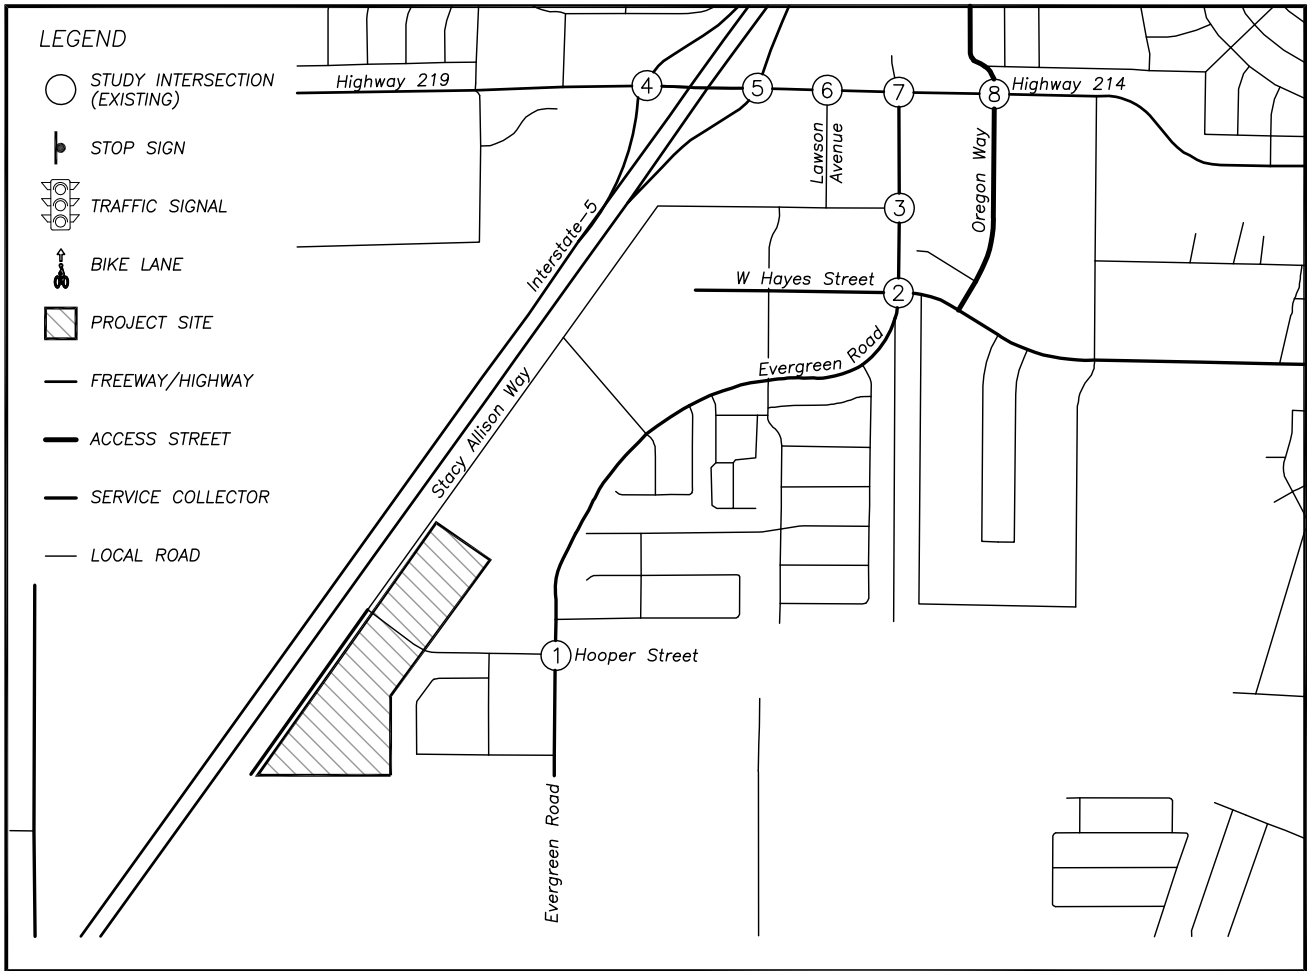 LEGEND
STUDY INTERSECTION
(EXISTING)
STOP SIGN
TRAFFIC SIGNAL
BIKE LANE
PROJECT SITE
FREEWAY/HIGHWAY
ACCESS STREET
SERVICE COLLECTOR
LOCAL ROAD
Highway 219
4
5
6
7
8
Highway 214
Lawson
Avenue
Oregon Way
3
Interstate-5
W Hayes Street
2
Evergreen Road
Stacy Allison Way
1
Hooper Street
Evergreen Road